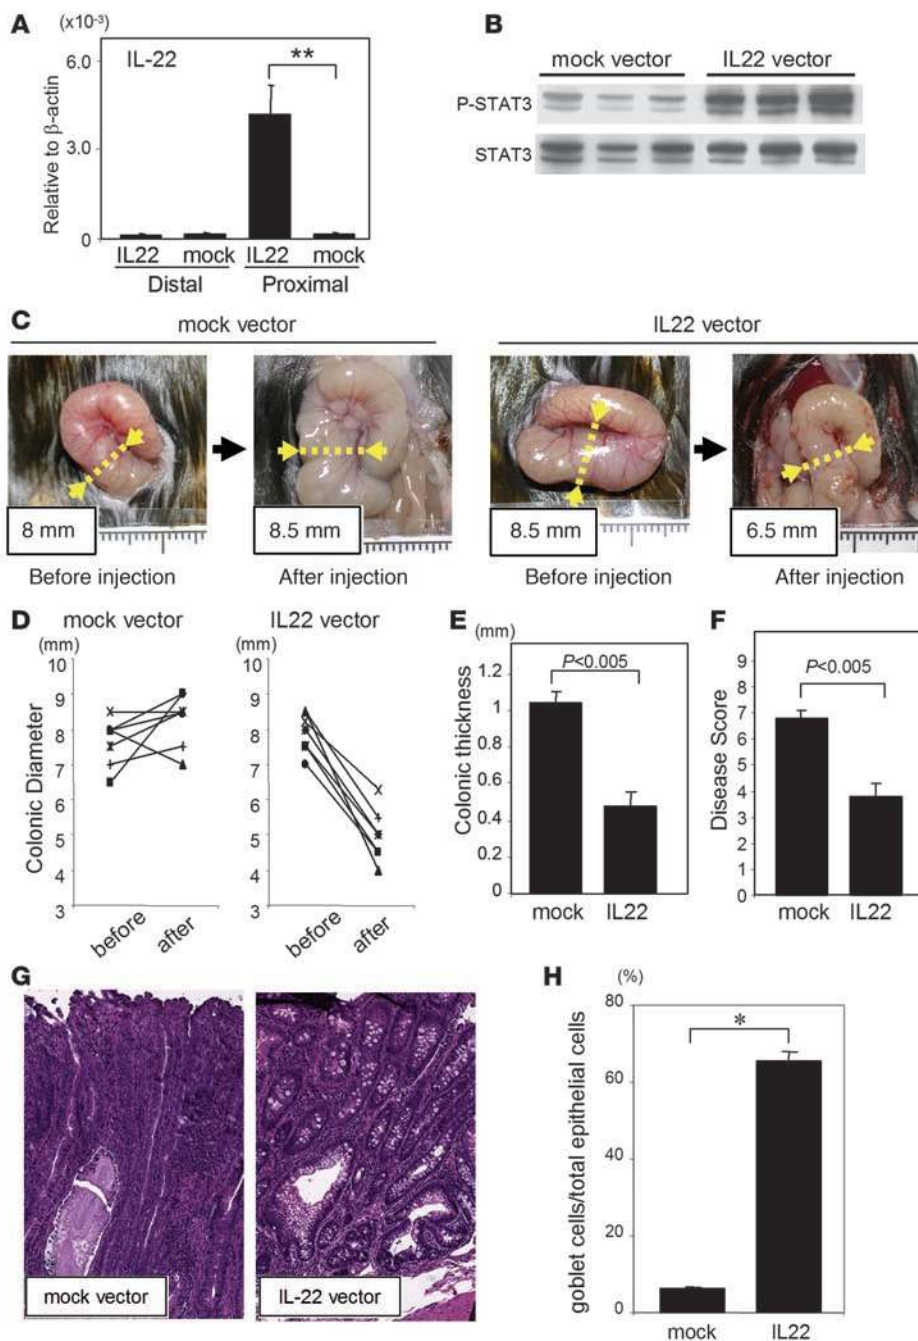 A
(x10-3)
IL-22
**
6.0
3.0
0
Relative to β-actin
IL22 mock IL22 mock
Distal Proximal
B
mock vector IL22 vector
P-STAT3
STAT3
C
mock vector IL22 vector
8 mm 8.5 mm 8.5 mm 6.5 mm
Before injection After injection Before injection After injection
D
mock vector IL22 vector
(mm) (mm)
10 10
9 9
8 8
7 7
6 6
5 5
4 4
3 3
Colonic Diameter
before after before after
E
(mm)
P<0.005
1.2
1
0.8
0.6
0.4
0.2
0
Colonic thickness
mock IL22
F
P<0.005
9
8
7
6
5
4
3
2
1
0
Disease Score
mock IL22
G
mock vector IL-22 vector
H
(%)
*
80
60
40
20
0
goblet cells/total epithelial cells
mock IL22